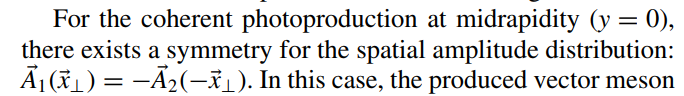 For the coherent photoproduction at midrapidity (y = 0),
there exists a symmetry for the spatial amplitude distribution:
A⃗₁(x⃗⊥) = −A⃗₂(−x⃗⊥). In this case, the produced vector meson